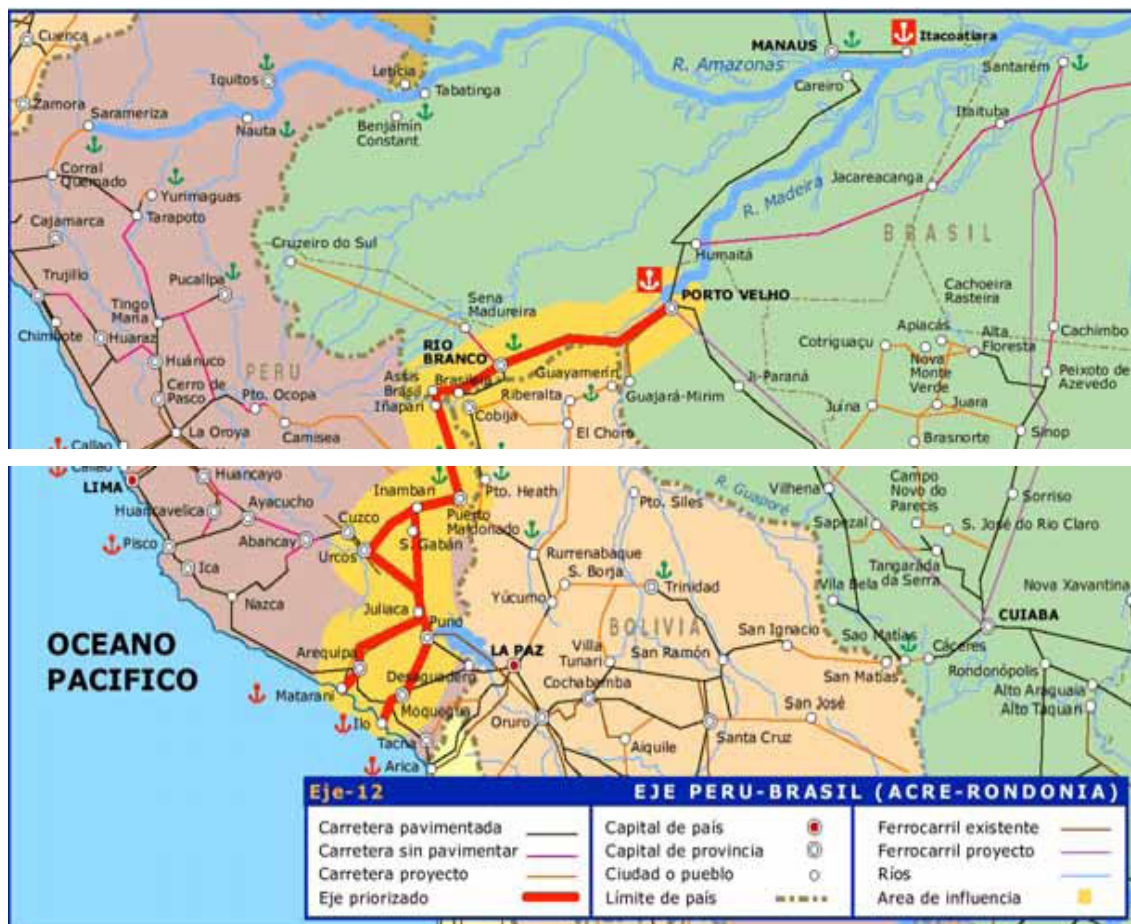 Cuenca
Zamora
Sarameriza
Iquitos
Nauta
Leticia
Tabatinga
Benjamin
Constant
MANAUS
Itacoatiara
R. Amazonas
Careiro
Santarém
Itaituba
Jacareacanga
R. Madeira
BRASIL
Corral
Quemado
Yurimaguas
Cajamarca
Tarapoto
Cruzeiro do Sul
Humaitá
Trujillo
Pucallpa
Tingo
Maria
Chimbote
Huaraz
Huánuco
Cerro de
Pasco
PERU
Pto. Ocopa
La Oroya
Camisea
Callao
Sena
Madureira
RIO
BRANCO
Assis
Brasil
Brasiléia
Iñapari
Cobija
Guayamerín
Riberalta
El Choro
Guajará-Mirim
PORTO VELHO
Ji-Paraná
Cachoeira
Rasteira
Apiacás
Alta
Floresta
Cotriguaçu
Nova
Monte
Verde
Cachimbo
Peixoto de
Azevedo
Juína
Juara
Brasnorte
Sinop
Callao
LIMA
Huancayo
Huancavelica
Ayacucho
Pisco
Ica
Abancay
Nazca
Cuzco
Urcos
Inambari
Puerto
Maldonado
S. Gabán
Pto. Heath
Juliaca
Puno
Arequipa
Matarani
Desaguadero
Moquegua
Ilo
Tacna
Arica
OCEANO
PACIFICO
Pto. Siles
R. Guaporé
Rurrenabaque
S. Borja
Yúcumo
Trinidad
BOLIVIA
LA PAZ
Villa
Tunari
San Ramón
San Ignacio
Cochabamba
Oruro
Aiquile
Santa Cruz
San José
Sao Matías
San Matías
Cáceres
Vilhena
Sapezal
Campo
Novo do
Parecis
S. José do Rio Claro
Sorriso
Tangarada
da Serra
Vila Bela
Nova Xavantina
CUIABA
Rondonópolis
Alto Araguaia
Alto Taquari
Eje-12
EJE PERU-BRASIL (ACRE-RONDONIA)
Carretera pavimentada
Carretera sin pavimentar
Carretera proyecto
Eje priorizado
Capital de país
Capital de provincia
Ciudad o pueblo
Límite de país
Ferrocarril existente
Ferrocarril proyecto
Ríos
Area de influencia